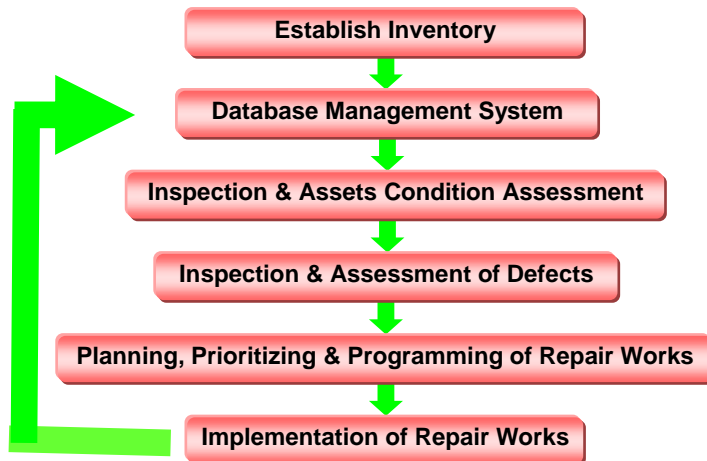 Establish Inventory
Database Management System
Inspection & Assets Condition Assessment
Inspection & Assessment of Defects
Planning, Prioritizing & Programming of Repair Works
Implementation of Repair Works